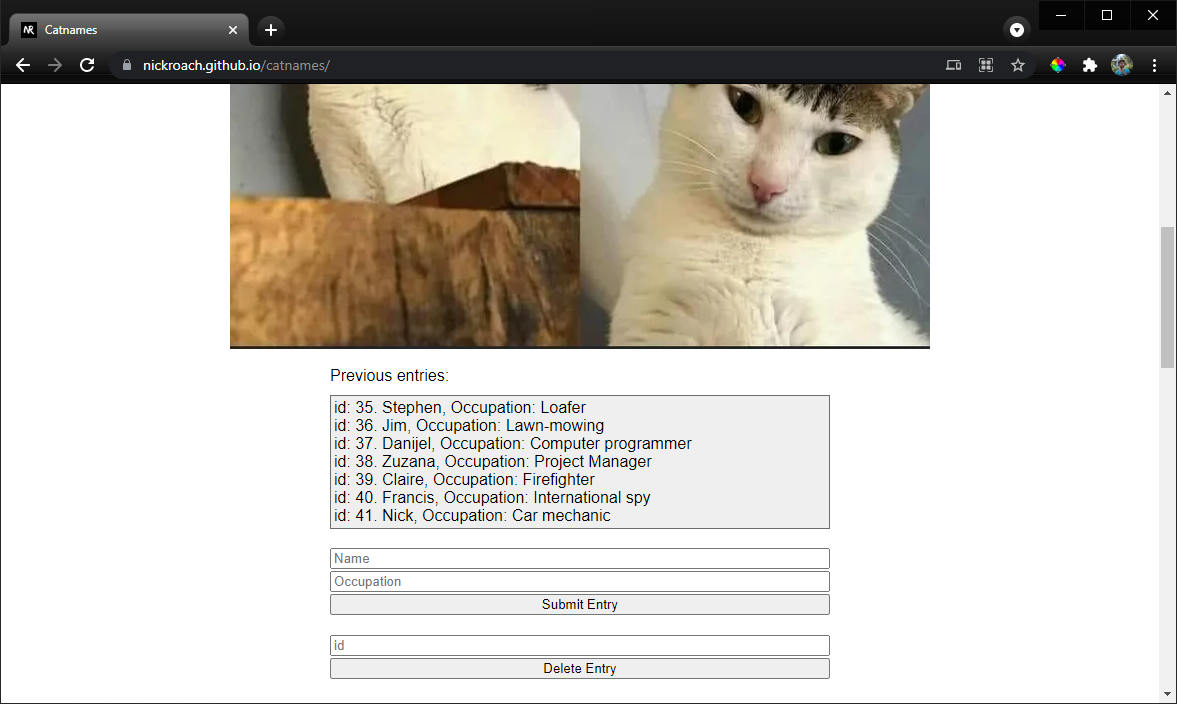 NR Catnames
nickroach.github.io/catnames/
Previous entries:
id: 35. Stephen, Occupation: Loafer
id: 36. Jim, Occupation: Lawn-mowing
id: 37. Danijel, Occupation: Computer programmer
id: 38. Zuzana, Occupation: Project Manager
id: 39. Claire, Occupation: Firefighter
id: 40. Francis, Occupation: International spy
id: 41. Nick, Occupation: Car mechanic
Name
Occupation
Submit Entry
id
Delete Entry